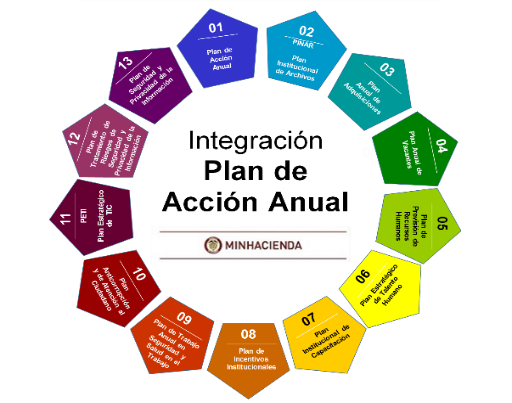 Integración
Plan de
Acción Anual
MINHACIENDA
01
Plan de
Acción
Anual
02
PINAR
Plan
Institucional
de Archivos
03
Plan
Anual de
Adquisiciones
04
Plan Anual de
Vacantes
05
Plan de
Previsión de
Recursos
Humanos
06
Plan Estratégico
de Talento
Humano
07
Plan
Institucional de
Capacitación
08
Plan de
Incentivos
Institucionales
09
Plan de Trabajo
Anual en
Seguridad y
Salud en el
Trabajo
10
Plan
Anticorrupción
y de Atención al
Ciudadano
11
PETI
Plan Estratégico
de TIC
12
Plan de
Tratamiento de
Riesgos de
Seguridad y
Privacidad de la
Información
13
Plan de
Seguridad y
Privacidad de la
Información